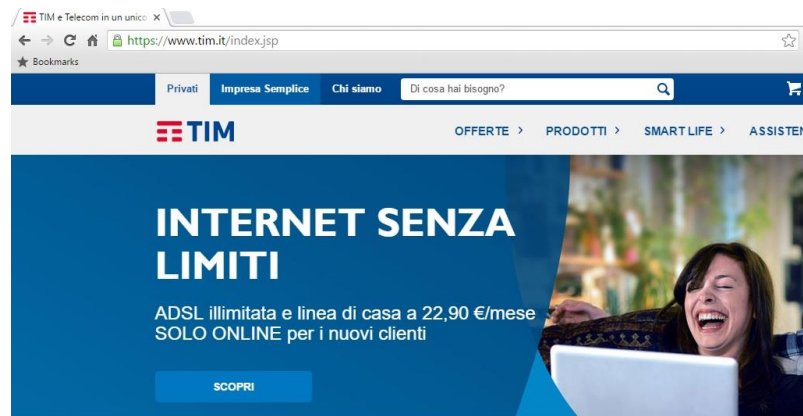 TIM e Telecom in un unico
https://www.tim.it/index.jsp
Bookmarks
Privati Impresa Semplice Chi siamo Di cosa hai bisogno?
TIM OFFERTE > PRODOTTI > SMART LIFE > ASSISTEN
INTERNET SENZA
LIMITI
ADSL illimitata e linea di casa a 22,90 €/mese
SOLO ONLINE per i nuovi clienti
SCOPRI